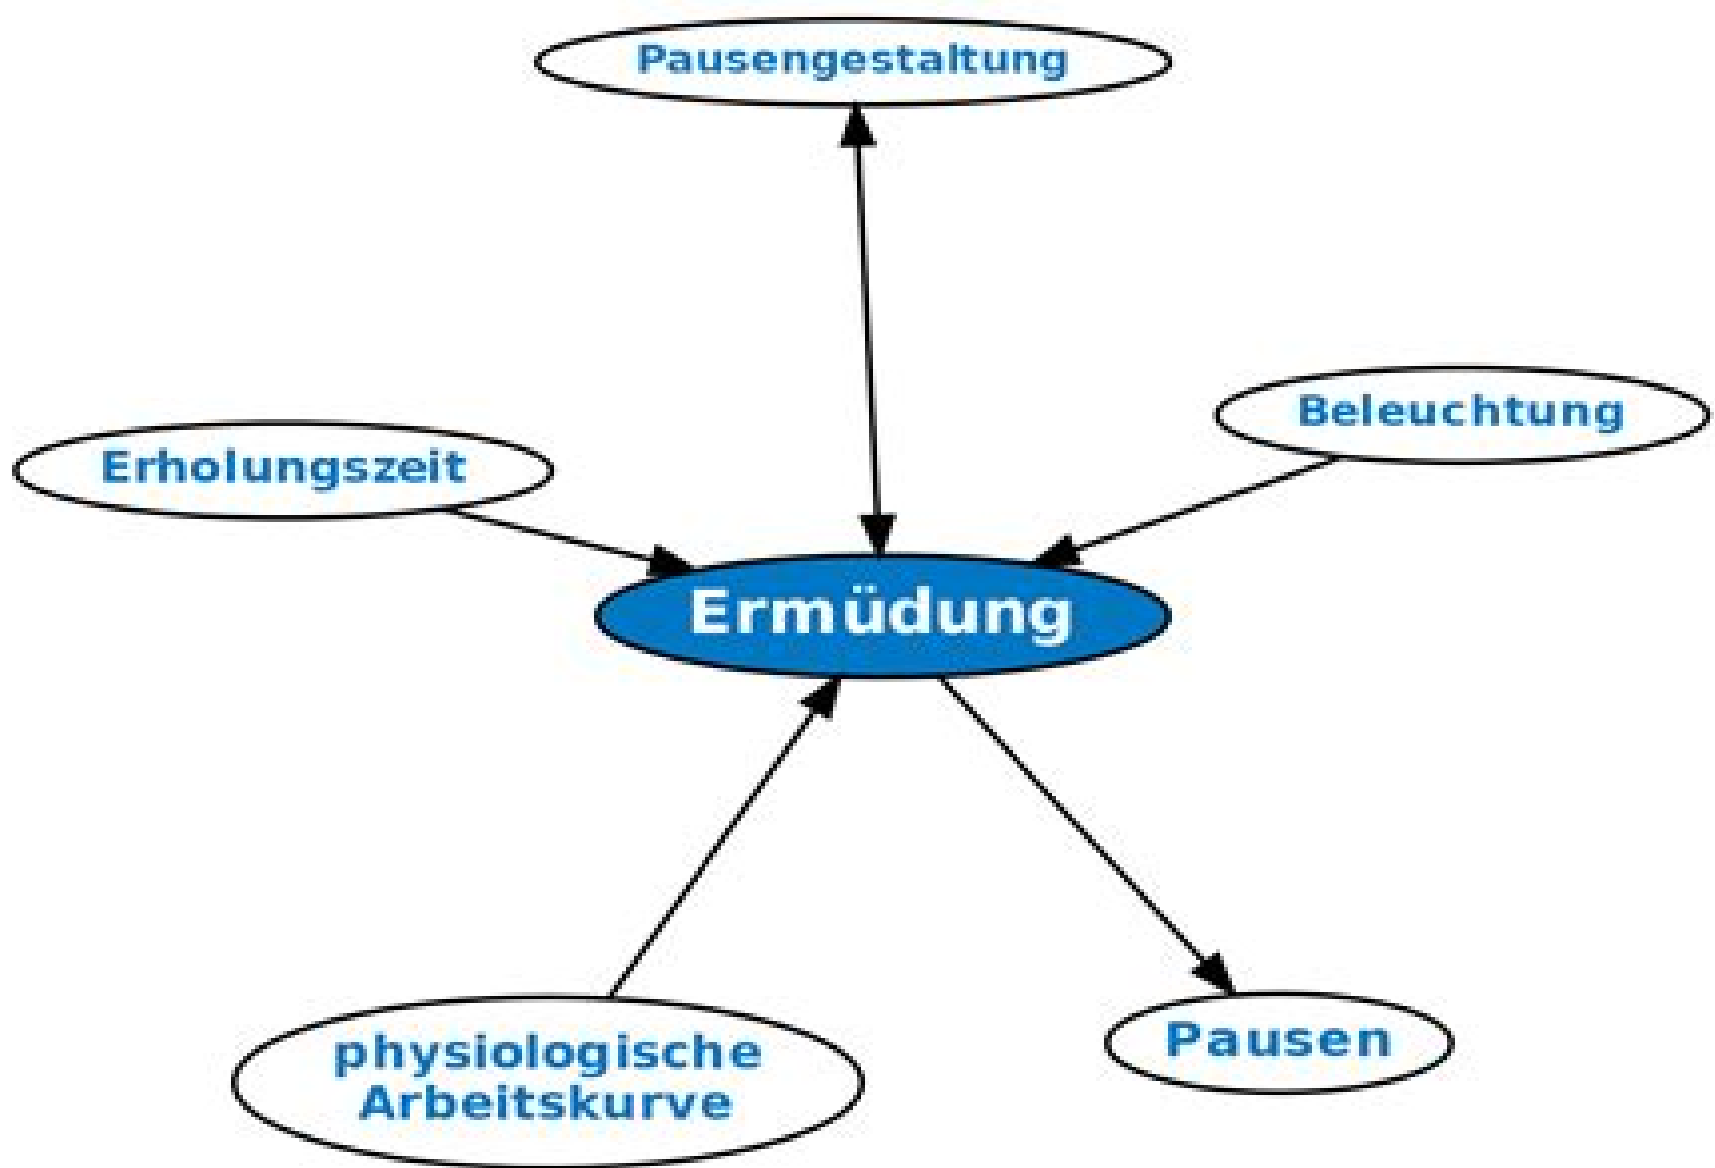 Pausengestaltung
Beleuchtung
Erholungszeit
Ermüdung
physiologische
Arbeitskurve
Pausen